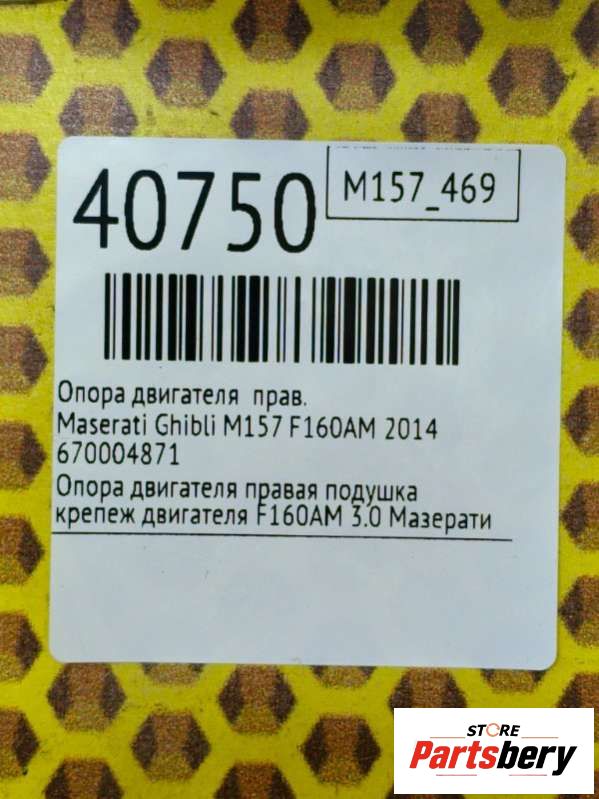 40750
M157_469
Опора двигателя прав.
Maserati Ghibli M157 F160AM 2014
670004871
Опора двигателя правая подушка
крепеж двигателя F160AM 3.0 Мазерати
STORE
Partsbery